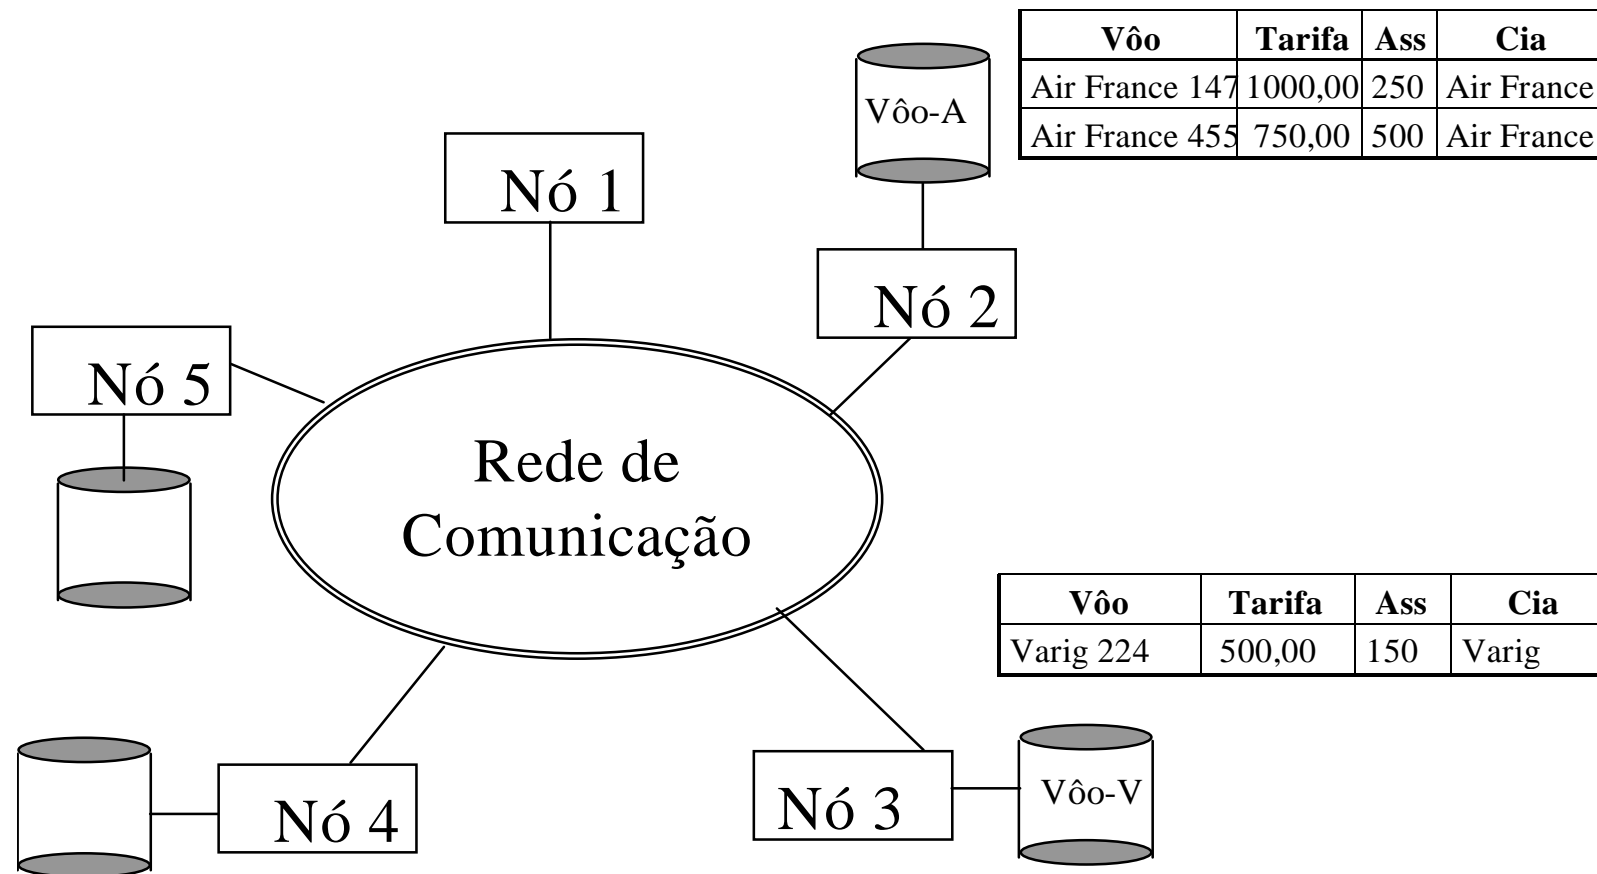 Vôo Tarifa Ass Cia
Air France 147 1000,00 250 Air France
Air France 455 750,00 500 Air France
Vôo-A
Nó 1
Nó 2
Nó 5
Rede de
Comunicação
Vôo Tarifa Ass Cia
Varig 224 500,00 150 Varig
Nó 4
Nó 3
Vôo-V